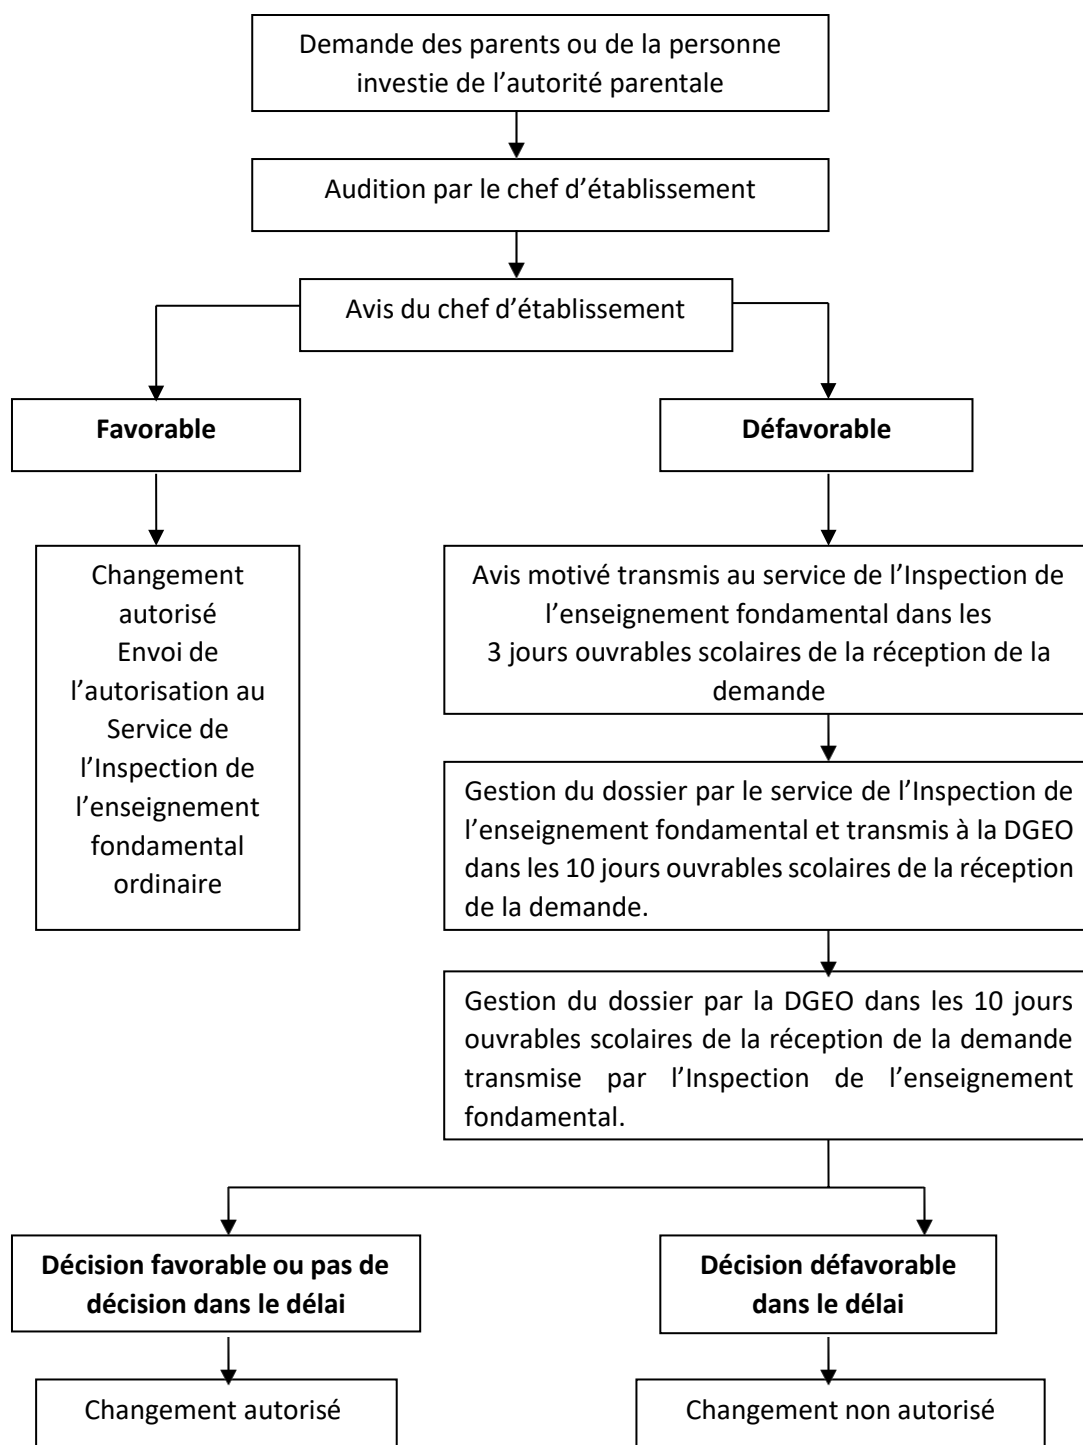 Demande des parents ou de la personne
investie de l’autorité parentale
Audition par le chef d’établissement
Avis du chef d’établissement
Favorable
Défavorable
Changement
autorisé
Envoi de
l’autorisation au
Service de
l’Inspection de
l’enseignement
fondamental
ordinaire
Avis motivé transmis au service de l’Inspection de
l’enseignement fondamental dans les
3 jours ouvrables scolaires de la réception de la
demande
Gestion du dossier par le service de l’Inspection de
l’enseignement fondamental et transmis à la DGEO
dans les 10 jours ouvrables scolaires de la réception
de la demande.
Gestion du dossier par la DGEO dans les 10 jours
ouvrables scolaires de la réception de la demande
transmise par l’Inspection de l’enseignement
fondamental.
Décision favorable ou pas de
décision dans le délai
Décision défavorable
dans le délai
Changement autorisé
Changement non autorisé